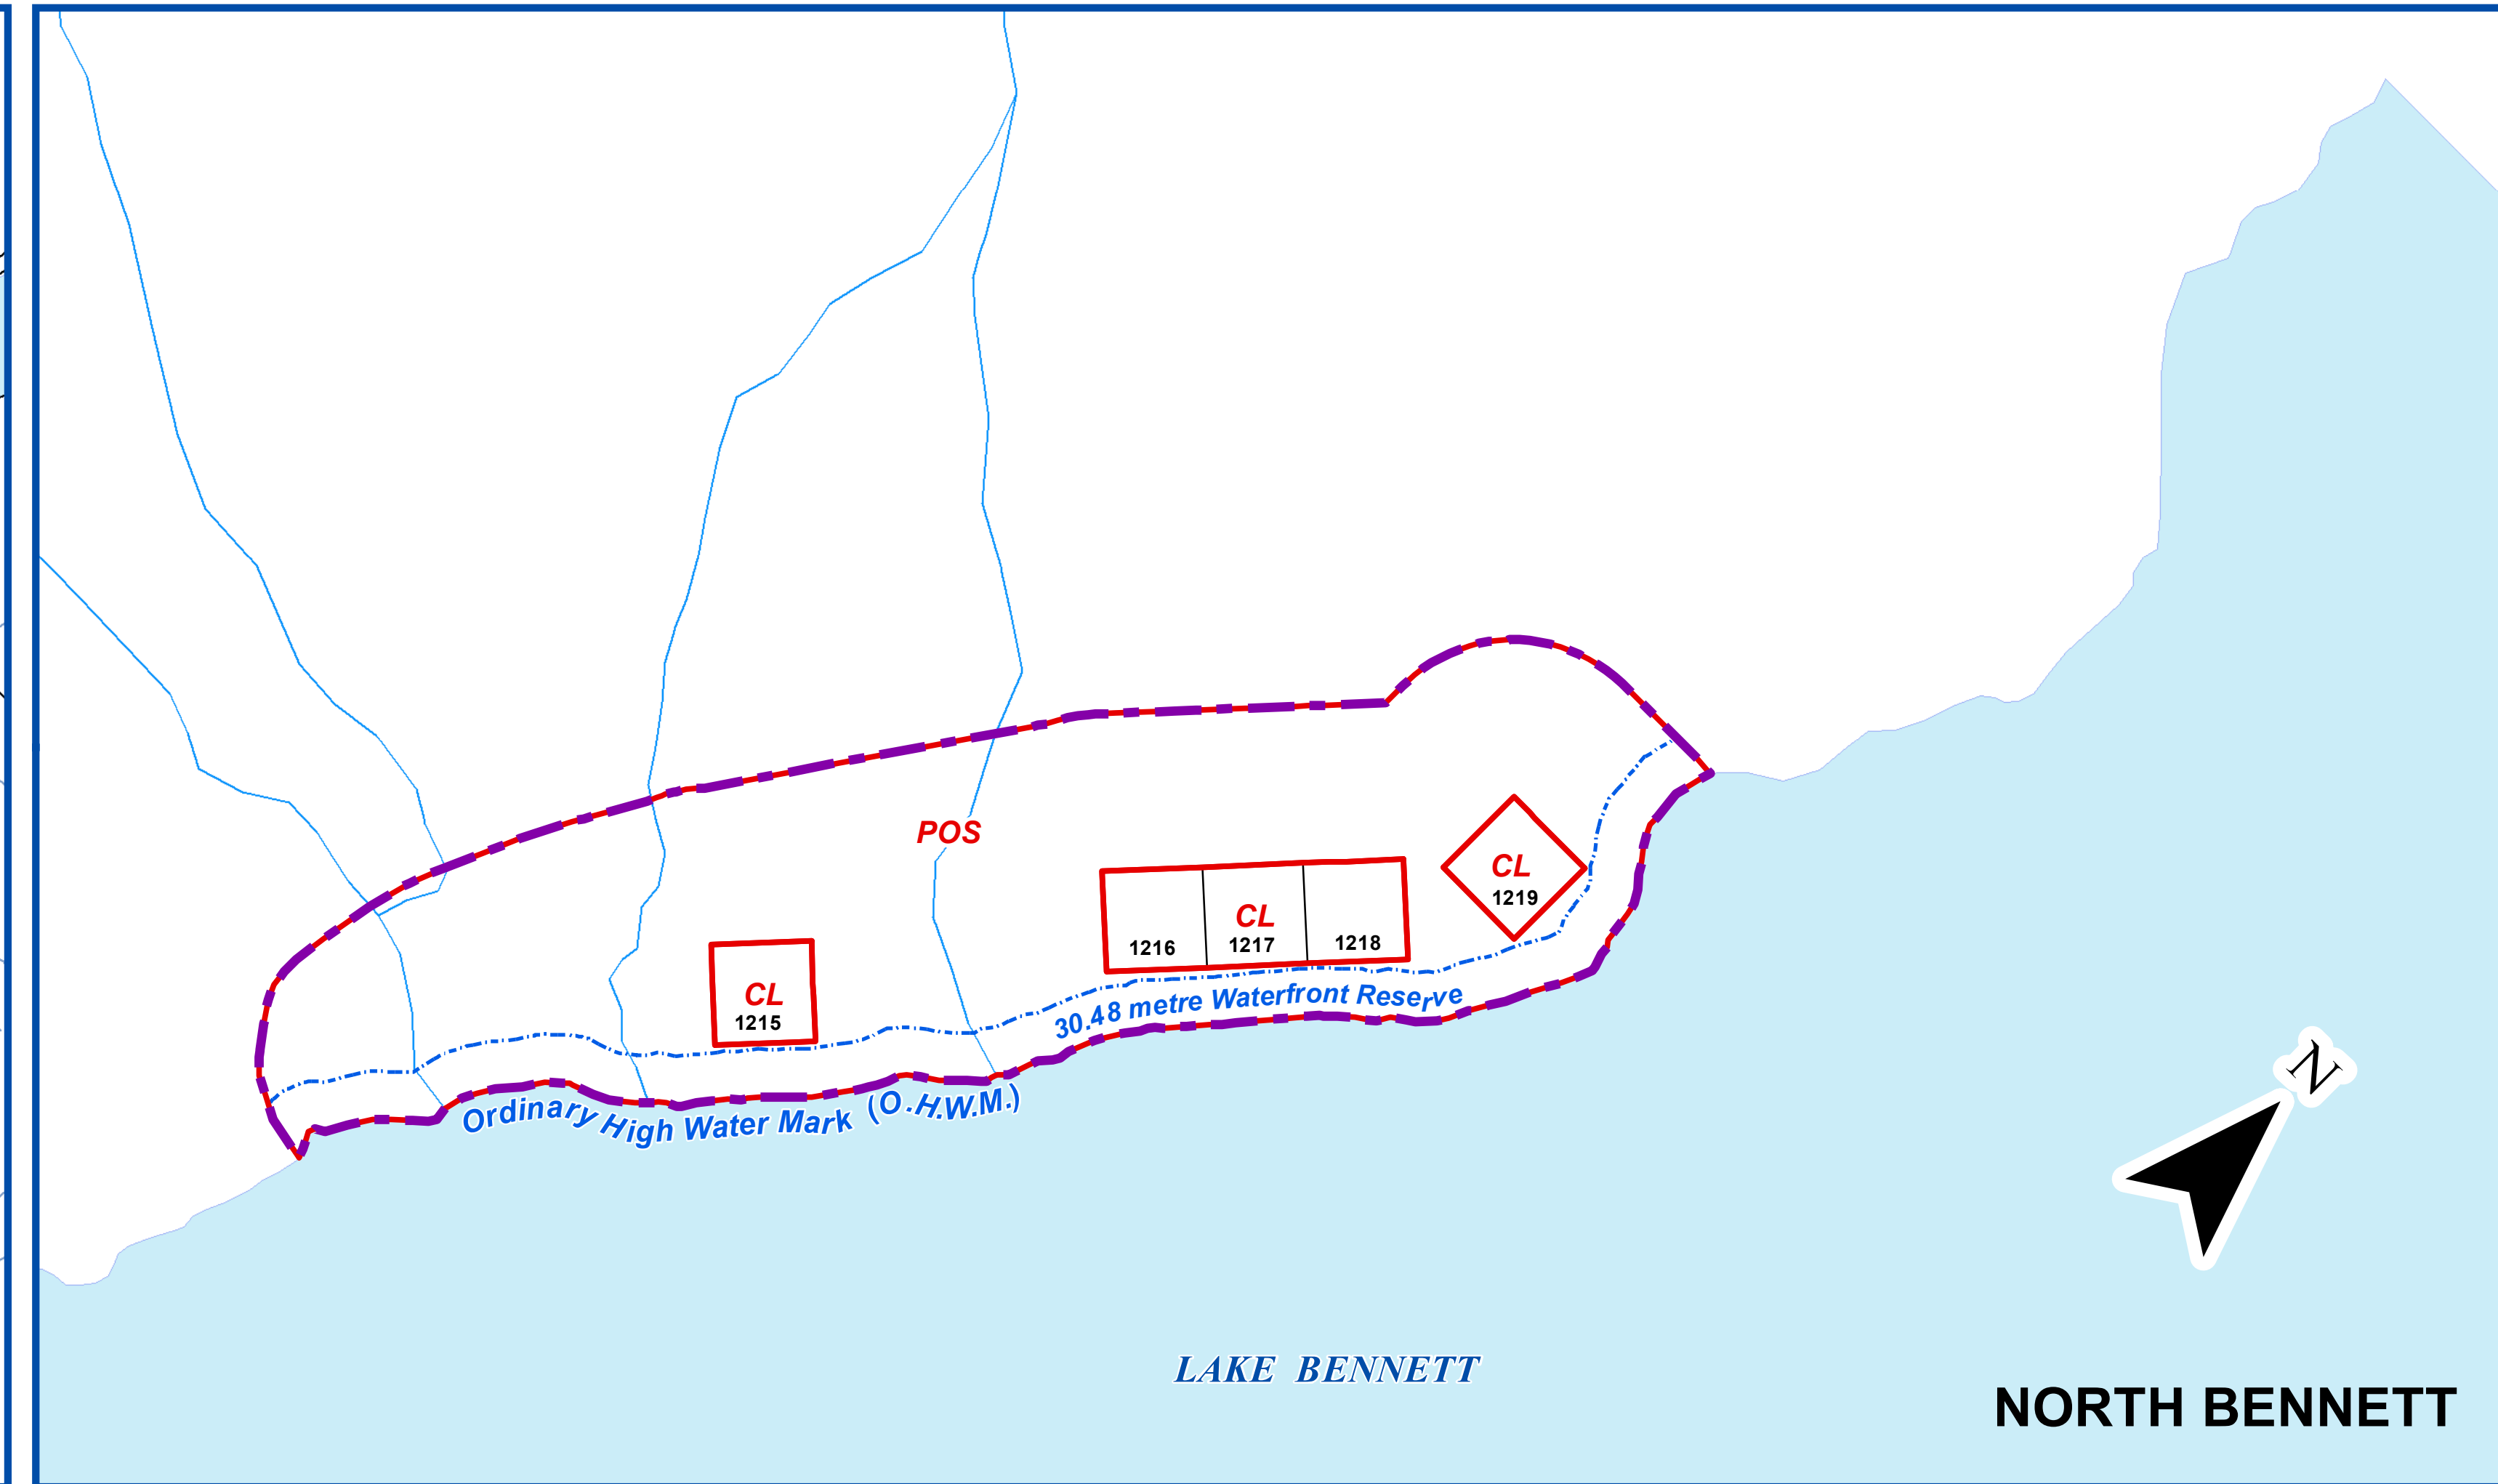 POS
CL
1219
CL
1216
1217
1218
CL
1215
30.48 metre Waterfront Reserve
Ordinary High Water Mark (O.H.W.M.)
N
LAKE BENNETT
NORTH BENNETT